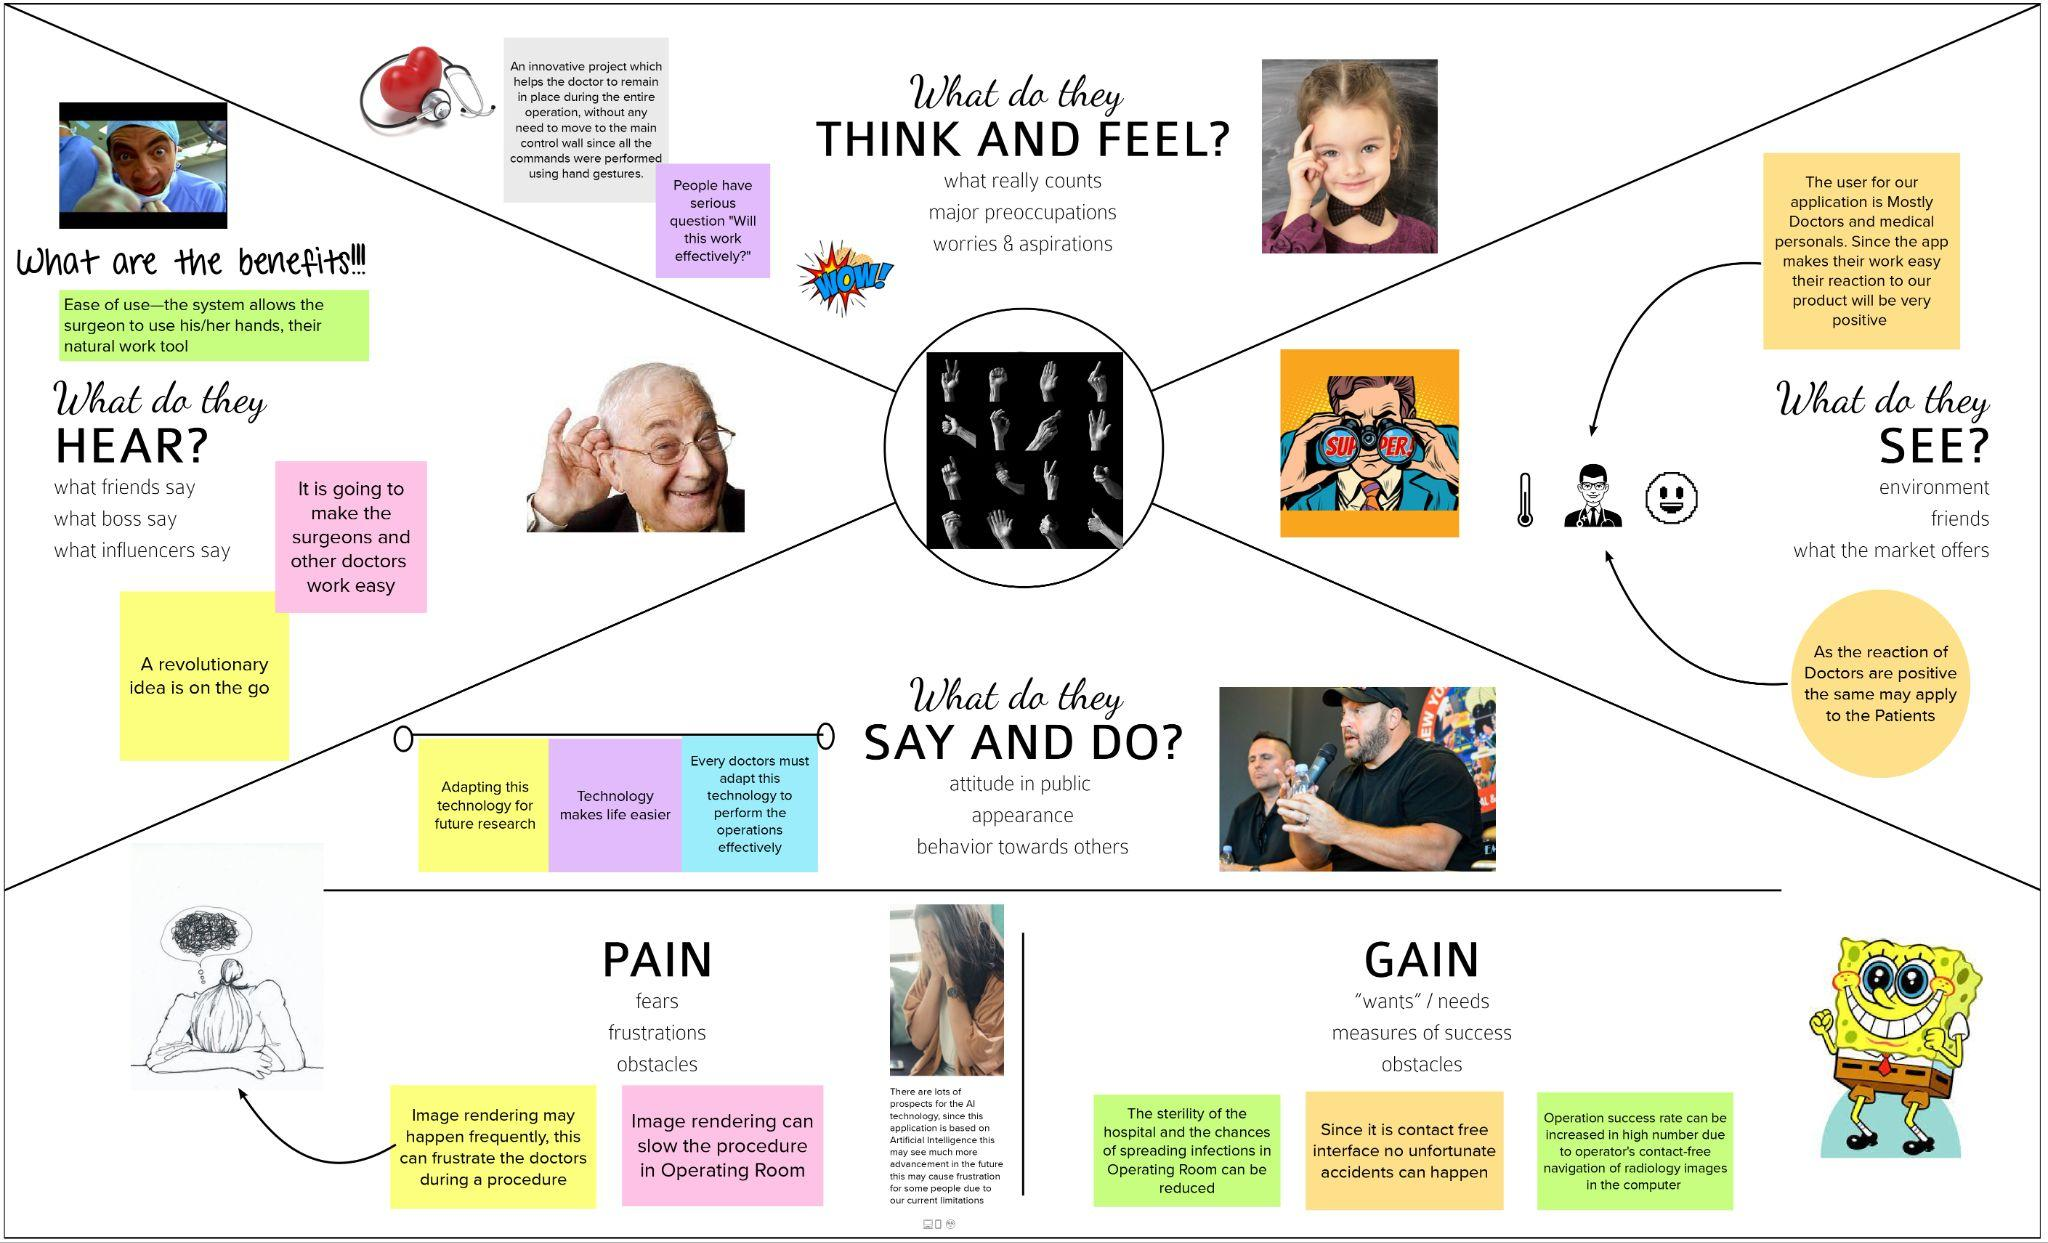 An innovative project which
helps the doctor to remain
in place during the entire
operation, without any
need to move to the main
control wall since all the
commands were performed
using hand gestures.
People have
serious
question "Will
this work
effectively?"
WOW!
What do they
THINK AND FEEL?
what really counts
major preoccupations
worries & aspirations
What are the benefits!!!
Ease of use—the system allows the
surgeon to use his/her hands, their
natural work tool
What do they
HEAR?
what friends say
what boss say
what influencers say
It is going to
make the
surgeons and
other doctors
work easy
A revolutionary
idea is on the go
SUPER!
The user for our
application is Mostly
Doctors and medical
personals. Since the app
makes their work easy
their reaction to our
product will be very
positive
What do they
SEE?
environment
friends
what the market offers
As the reaction of
Doctors are positive
the same may apply
to the Patients
What do they
SAY AND DO?
attitude in public
appearance
behavior towards others
Adapting this
technology for
future research
Technology
makes life easier
Every doctors must
adapt this
technology to
perform the
operations
effectively
NEW YO
PAIN
fears
frustrations
obstacles
Image rendering may
happen frequently, this
can frustrate the doctors
during a procedure
Image rendering can
slow the procedure
in Operating Room
There are lots of
prospects for the AI
technology, since this
application is based on
Artificial Intelligence this
may see much more
advancement in the future
this may cause frustration
for some people due to
our current limitations
GAIN
"wants" / needs
measures of success
obstacles
The sterility of the
hospital and the chances
of spreading infections in
Operating Room can be
reduced
Since it is contact free
interface no unfortunate
accidents can happen
Operation success rate can be
increased in high number due
to operator's contact-free
navigation of radiology images
in the computer